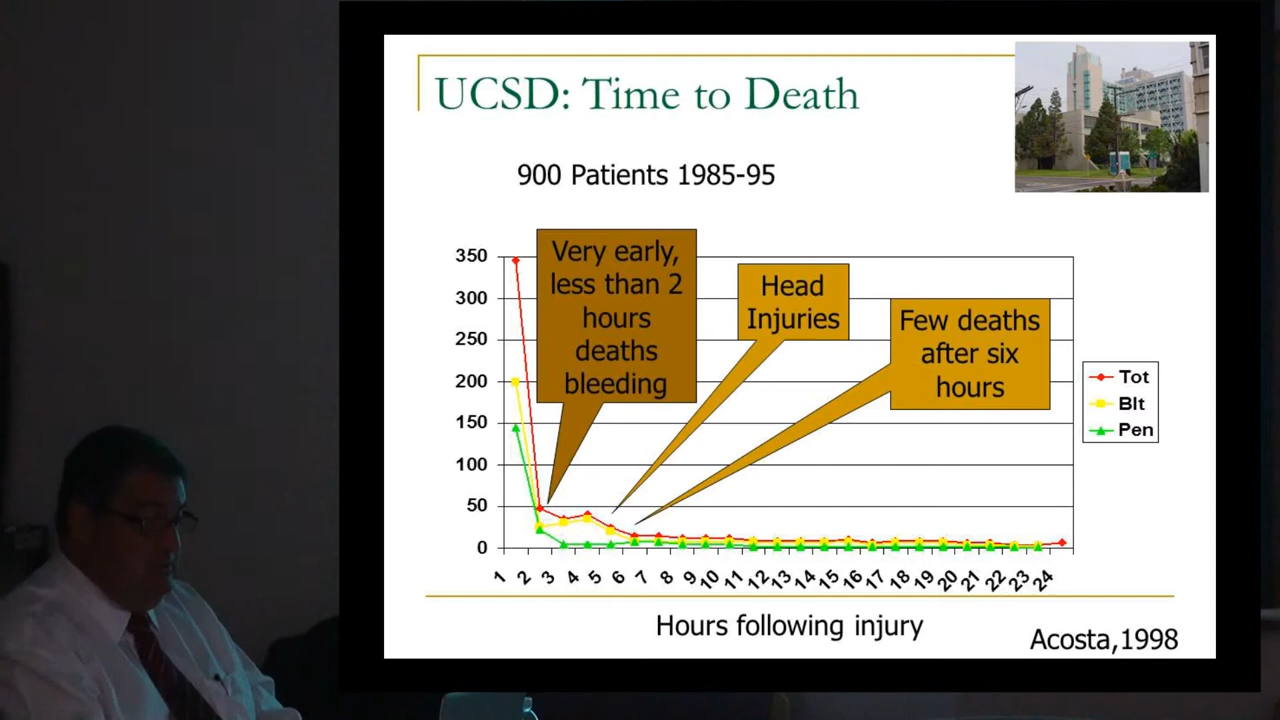 UCSD: Time to Death
900 Patients 1985-95
Very early,
less than 2
hours
deaths
bleeding
Head
Injuries
Few deaths
after six
hours
350
300
250
200
150
100
50
0
1 2 3 4 5 6 7 8 9 10 11 12 13 14 15 16 17 18 19 20 21 22 23 24
Tot
Blt
Pen
Hours following injury
Acosta,1998